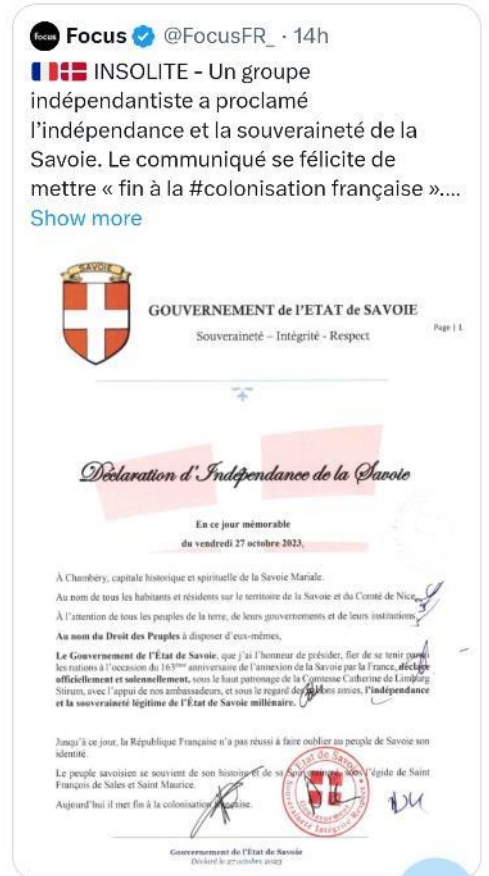 Focus @FocusFR_ · 14h
INSOLITE - Un groupe
indépendantiste a proclamé
l'indépendance et la souveraineté de la
Savoie. Le communiqué se félicite de
mettre « fin à la #colonisation française »....
Show more
SAVOIE
GOUVERNEMENT de l'ETAT de SAVOIE
Souveraineté – Intégrité - Respect
Page | 1
Déclaration d'Indépendance de la Savoie
En ce jour mémorable
du vendredi 27 octobre 2023,
À Chambéry, capitale historique et spirituelle de la Savoie Mariale.
Au nom de tous les habitants et résidents sur le territoire de la Savoie et du Comté de Nice,
À l'attention de tous les peuples de la terre, de leurs gouvernements et de leurs institutions,
Au nom du Droit des Peuples à disposer d'eux-mêmes,
Le Gouvernement de l'État de Savoie, que j'ai l'honneur de présider, fier de se tenir parmi
les nations à l'occasion du 163ème anniversaire de l'annexion de la Savoie par la France, déclare
officiellement et solennellement, sous le haut patronage de la Comtesse Catherine de Limburg
Stirum, avec l'appui de nos ambassadeurs, et sous le regard des nations amies, l'indépendance
et la souveraineté légitime de l'État de Savoie millénaire.
Jusqu'à ce jour, la République Française n'a pas réussi à faire oublier au peuple de Savoie son
identité.
Le peuple savoisien se souvient de son histoire et de sa sous l'égide de Saint
François de Sales et Saint Maurice.
Aujourd'hui il met fin à la colonisation française.
Etat de Savoie
Souveraineté Intégrité Respect
Gouvernement de l'État de Savoie
Déclaré le 27 octobre 2023